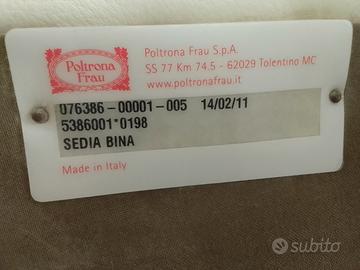 Poltrona
Frau
Poltrona Frau S.p.A.
SS 77 Km 74.5 - 62029 Tolentino MC
www.poltronafrau.it
076386-00001-005 14/02/11
5386001*0198
SEDIA BINA
Made in Italy
subito